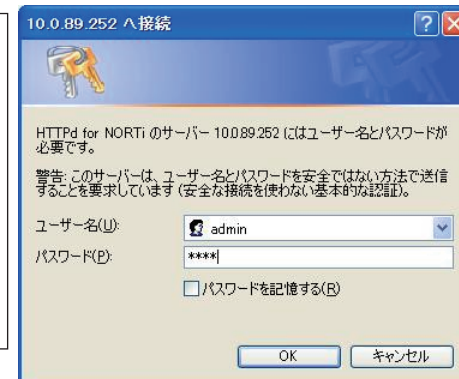 10.0.89.252 へ接続
HTTPd for NORTi のサーバー 10.0.89.252 にはユーザー名とパスワードが
必要です。
警告: このサーバーは、ユーザー名とパスワードを安全ではない方法で送信
することを要求しています (安全な接続を使わない基本的な認証)。
ユーザー名(U):
admin
パスワード(P):
****
パスワードを記憶する(R)
OK
キャンセル